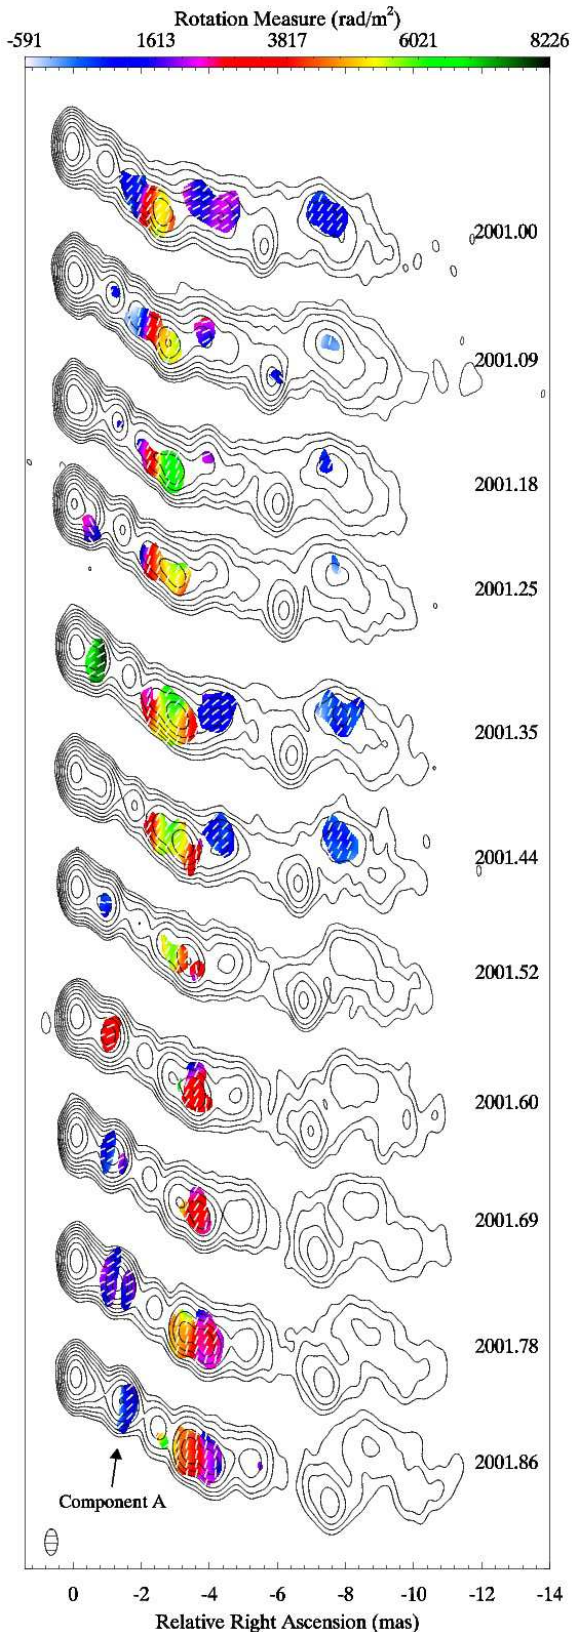 Rotation Measure (rad/m²)
-591 1613 3817 6021 8226
2001.00
2001.09
2001.18
2001.25
2001.35
2001.44
2001.52
2001.60
2001.69
2001.78
2001.86
Component A
0 -2 -4 -6 -8 -10 -12 -14
Relative Right Ascension (mas)